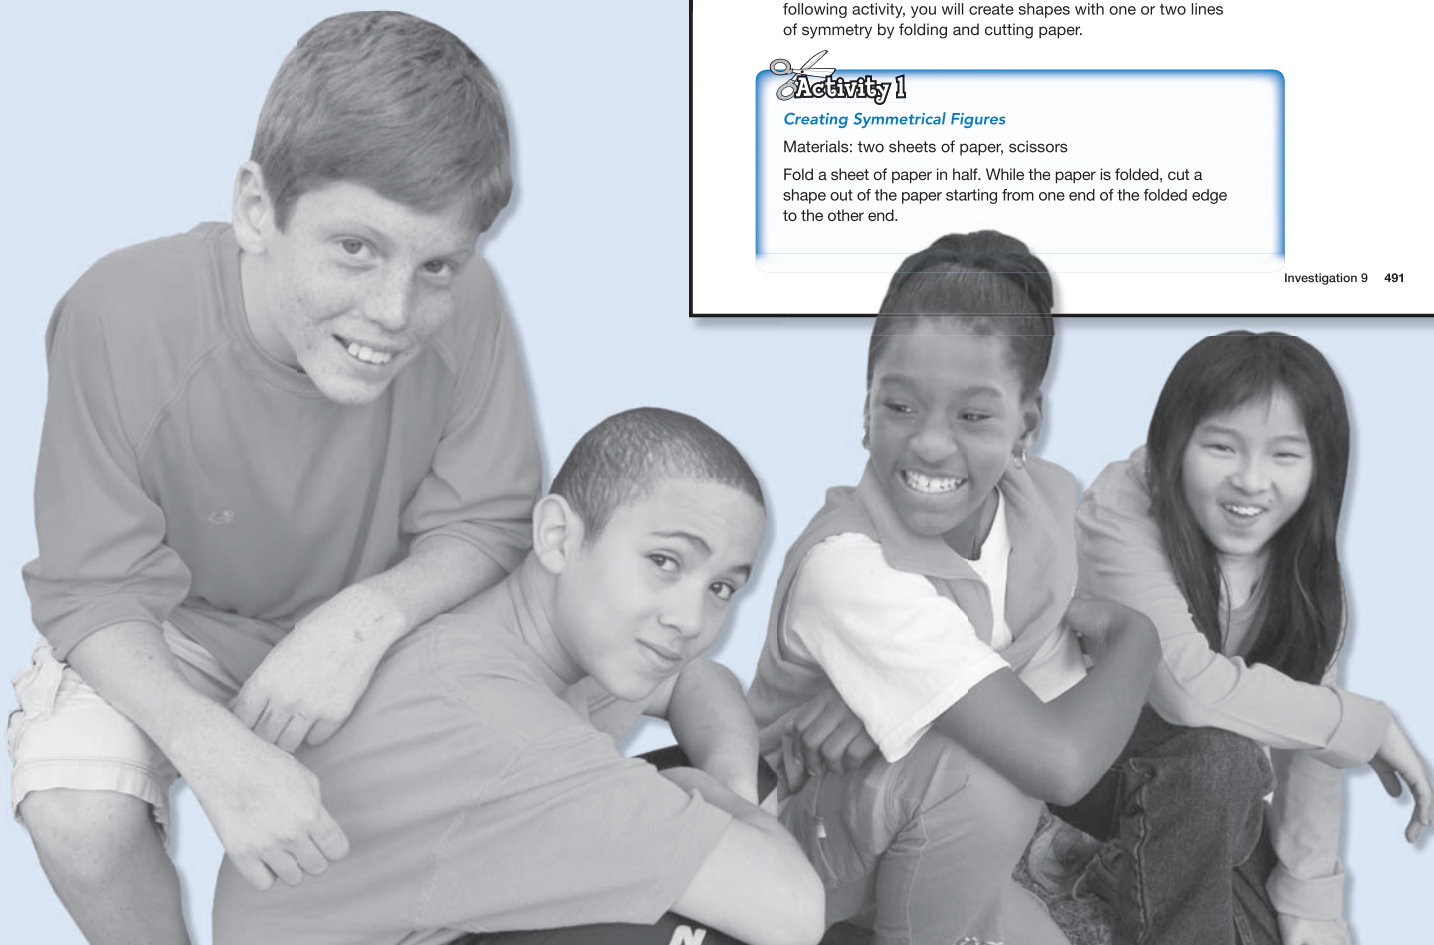 following activity, you will create shapes with one or two lines
of symmetry by folding and cutting paper.
Activity 1
Creating Symmetrical Figures
Materials: two sheets of paper, scissors
Fold a sheet of paper in half. While the paper is folded, cut a
shape out of the paper starting from one end of the folded edge
to the other end.
Investigation 9 491
N